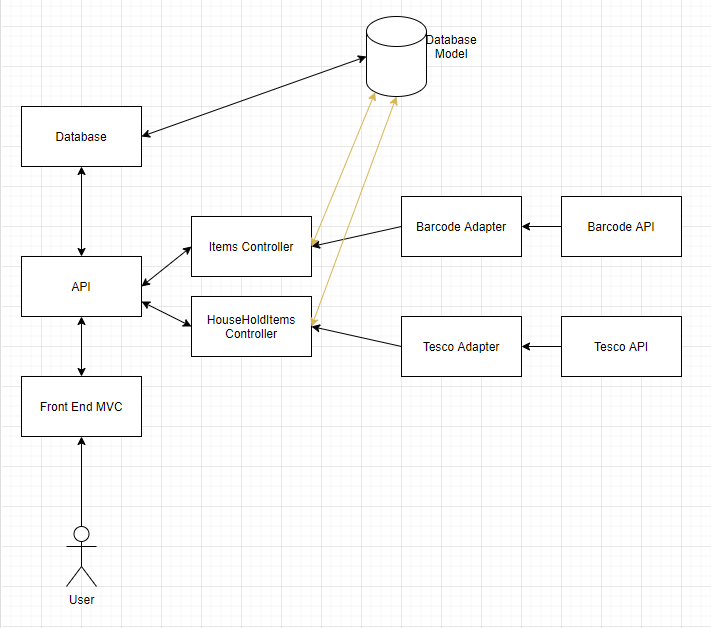 Database
Model
Database
Items Controller
Barcode Adapter
Barcode API
API
HouseHoldItems
Controller
Tesco Adapter
Tesco API
Front End MVC
User